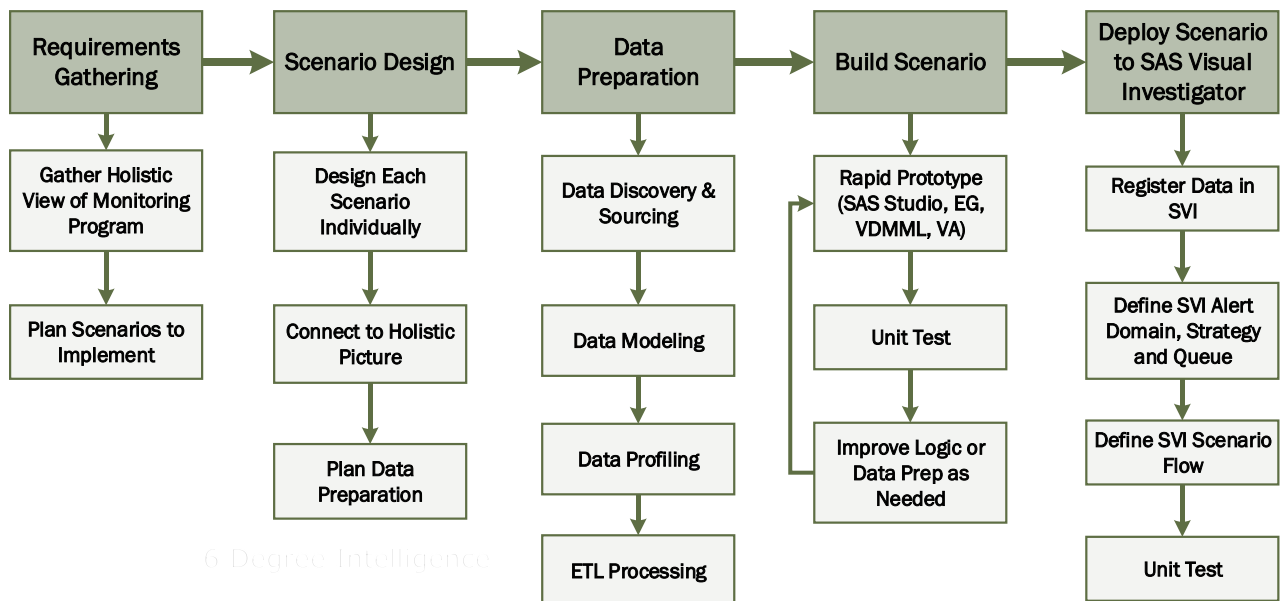 Requirements
Gathering
Gather Holistic
View of Monitoring
Program
Plan Scenarios to
Implement
Scenario Design
Design Each
Scenario
Individually
Connect to Holistic
Picture
Plan Data
Preparation
Data
Preparation
Data Discovery &
Sourcing
Data Modeling
Data Profiling
ETL Processing
Build Scenario
Rapid Prototype
(SAS Studio, EG,
VDMML, VA)
Unit Test
Improve Logic or
Data Prep as
Needed
Deploy Scenario
to SAS Visual
Investigator
Register Data in
SVI
Define SVI Alert
Domain, Strategy
and Queue
Define SVI Scenario
Flow
Unit Test
6 Degree Intelligence